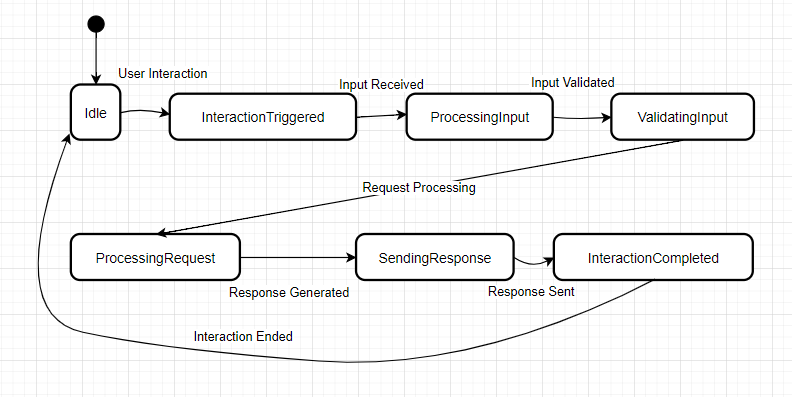 User Interaction
Input Received
Input Validated
Idle
InteractionTriggered
ProcessingInput
ValidatingInput
Request Processing
ProcessingRequest
SendingResponse
InteractionCompleted
Response Generated
Response Sent
Interaction Ended